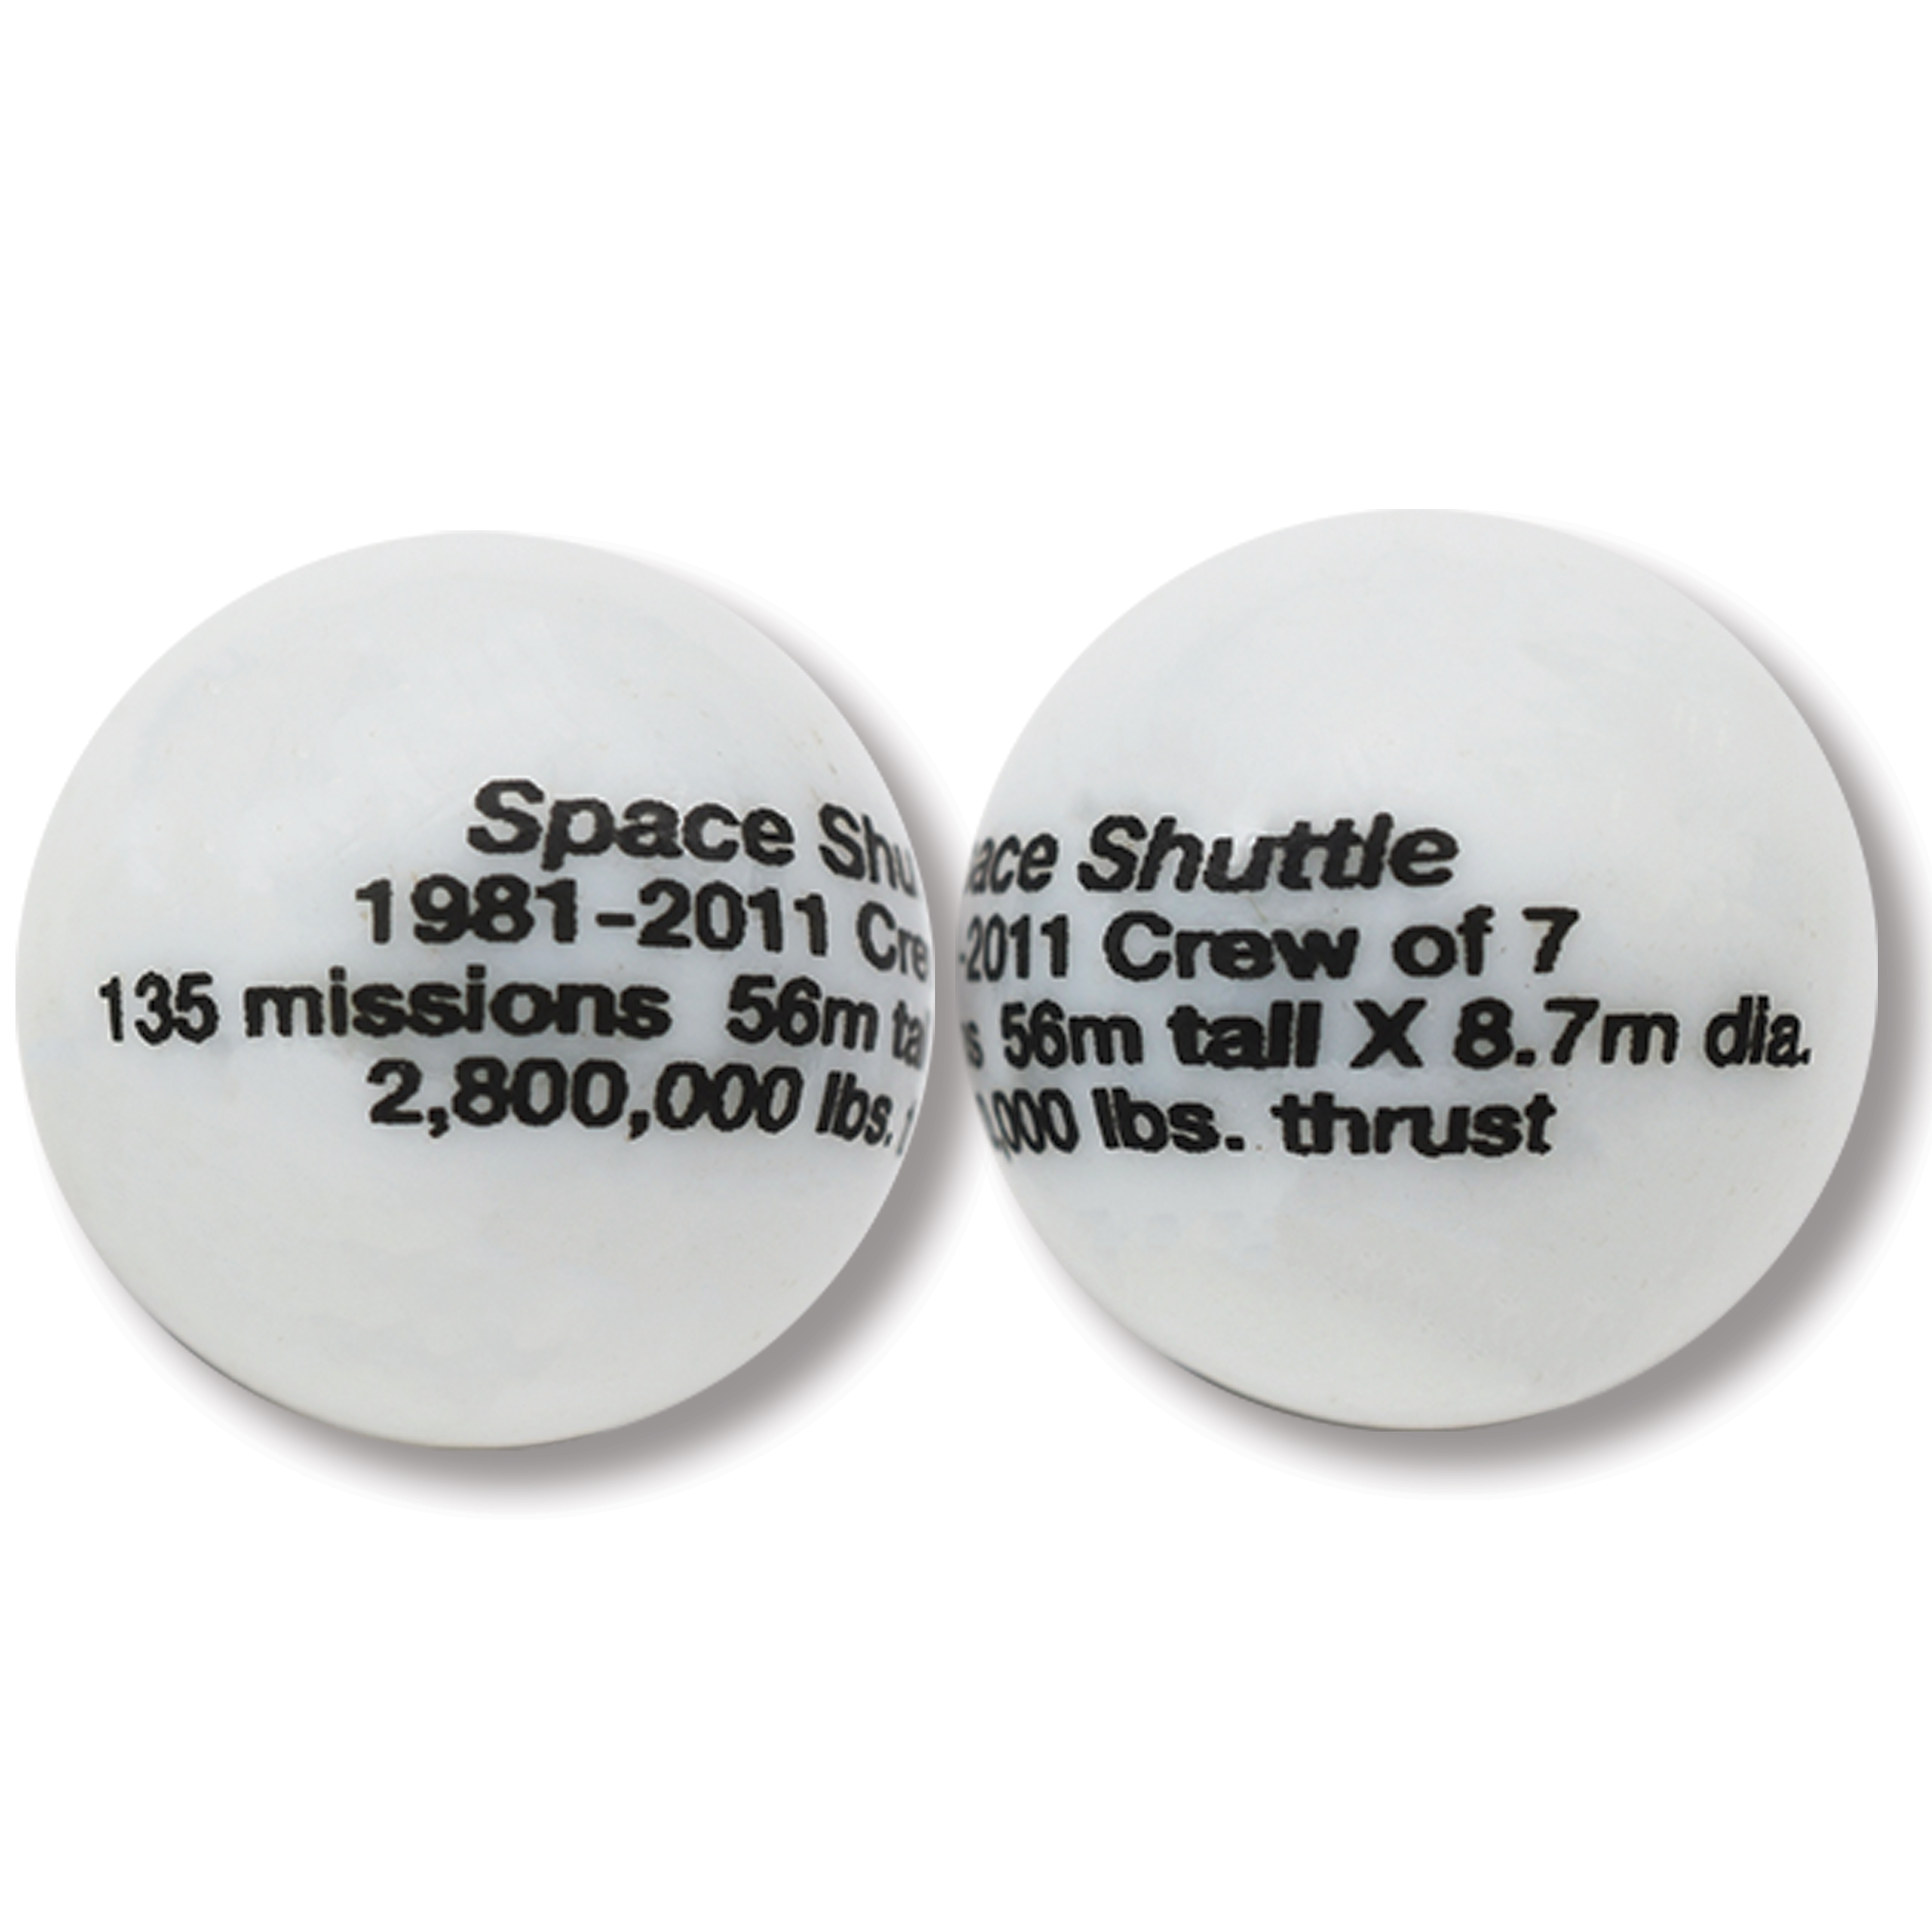 Space Shu
1981-2011 Cre
135 missions 56m ta
2,800,000 lbs.
ace Shuttle
-2011 Crew of 7
s 56m tall X 8.7m dia.
,000 lbs. thrust